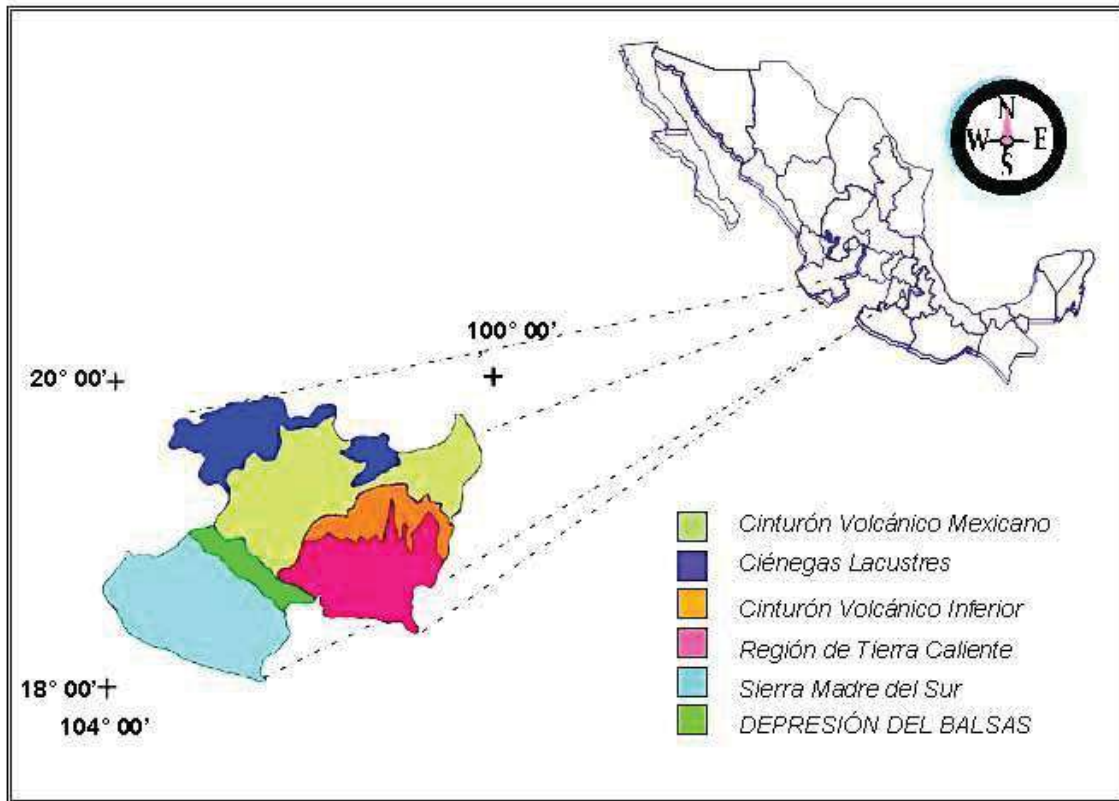 N
W E
S
100° 00'
20° 00'
Cinturón Volcánico Mexicano
Ciénegas Lacustres
Cinturón Volcánico Inferior
Región de Tierra Caliente
Sierra Madre del Sur
DEPRESIÓN DEL BALSAS
18° 00'
104° 00'